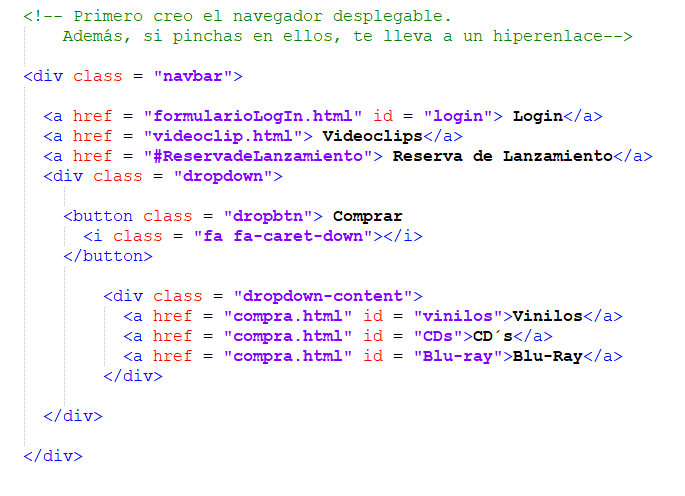 <!-- Primero creo el navegador desplegable.
Además, si pinchas en ellos, te lleva a un hiperenlace-->
<div class = "navbar">
<a href = "formularioLogIn.html" id = "login"> Login</a>
<a href = "videoclip.html"> Videoclips</a>
<a href = "#ReservadeLanzamiento"> Reserva de Lanzamiento</a>
<div class = "dropdown">
<button class = "dropbtn"> Comprar
<i class = "fa fa-caret-down"></i>
</button>
<div class = "dropdown-content">
<a href = "compra.html" id = "vinilos">Vinilos</a>
<a href = "compra.html" id = "CDs">CD´s</a>
<a href = "compra.html" id = "Blu-ray">Blu-Ray</a>
</div>
</div>
</div>